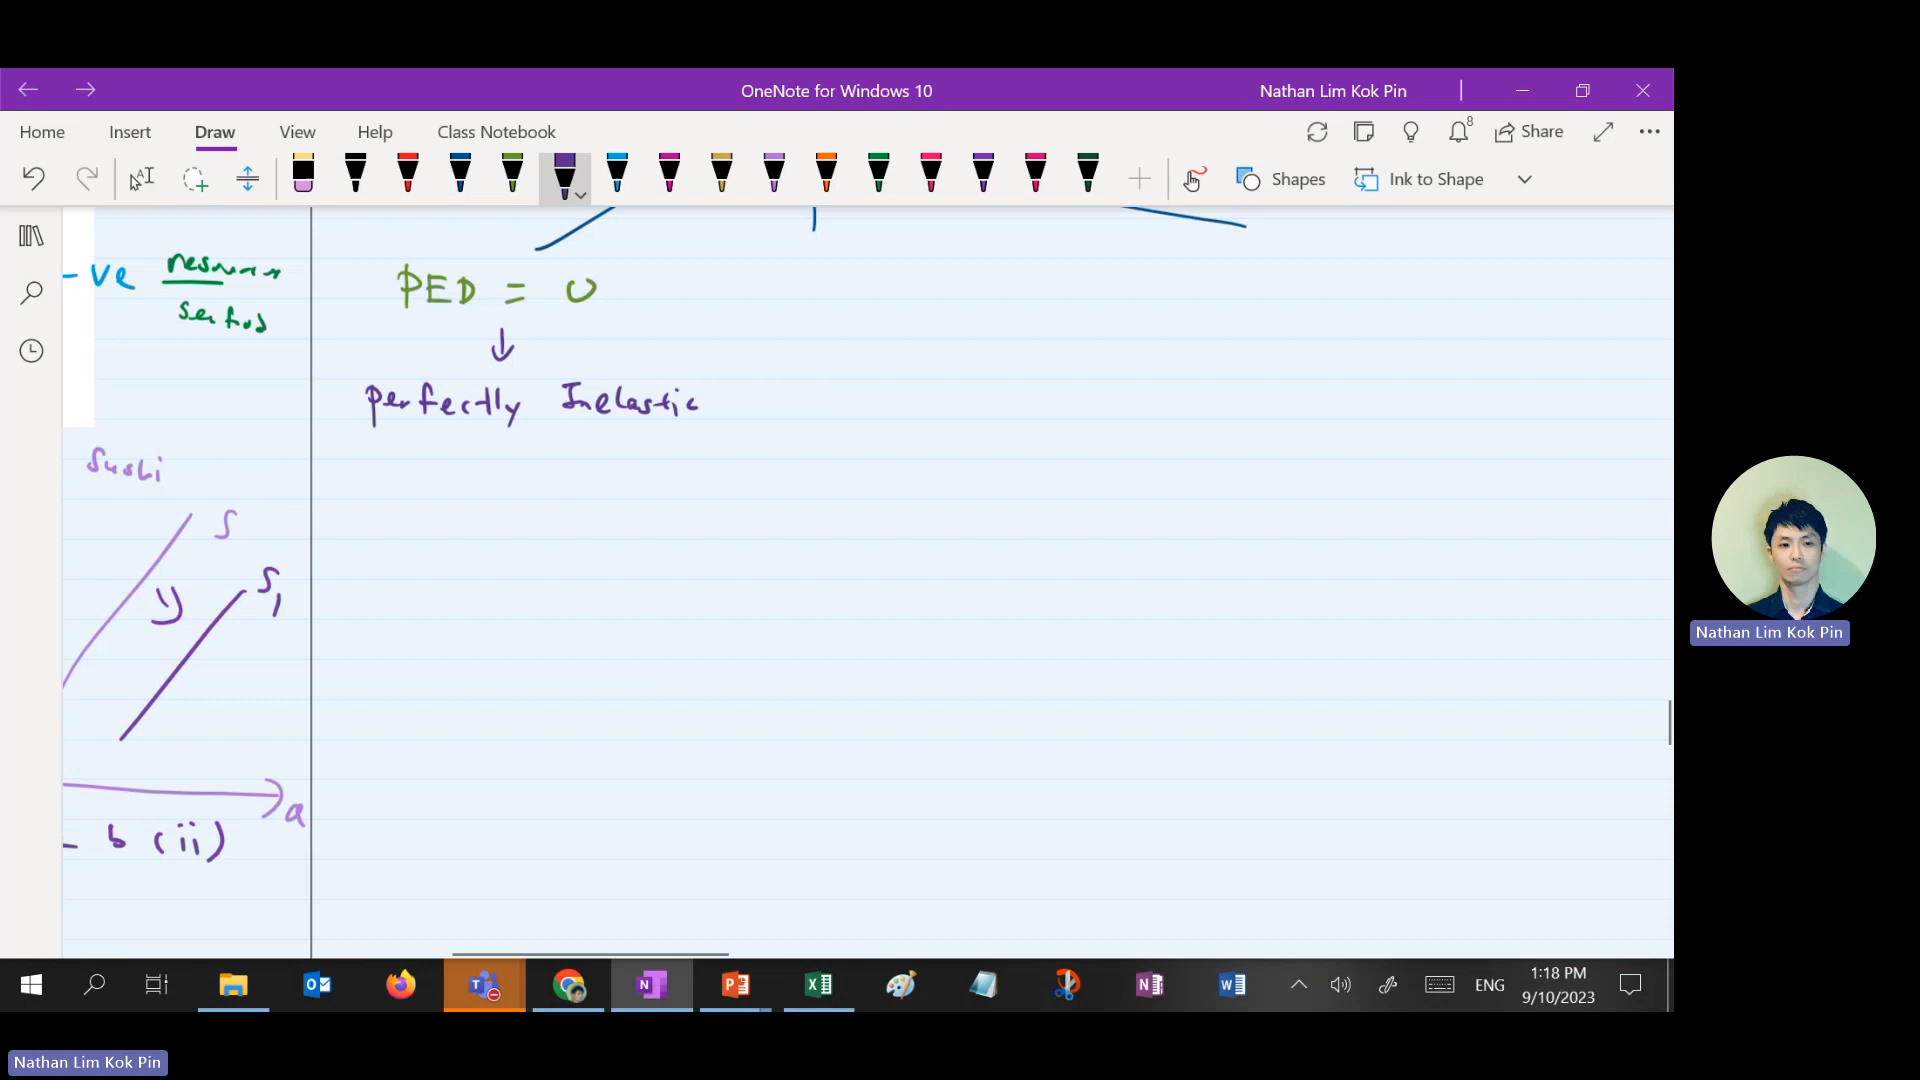 OneNote for Windows 10
Nathan Lim Kok Pin
Home Insert Draw View Help Class Notebook
8
Share
Shapes
Ink to Shape
-ve
PED = 0
↓
perfectly Inelastic
Sushi
S
S1
Q
b (ii)
Nathan Lim Kok Pin
ENG
1:18 PM
9/10/2023
Nathan Lim Kok Pin